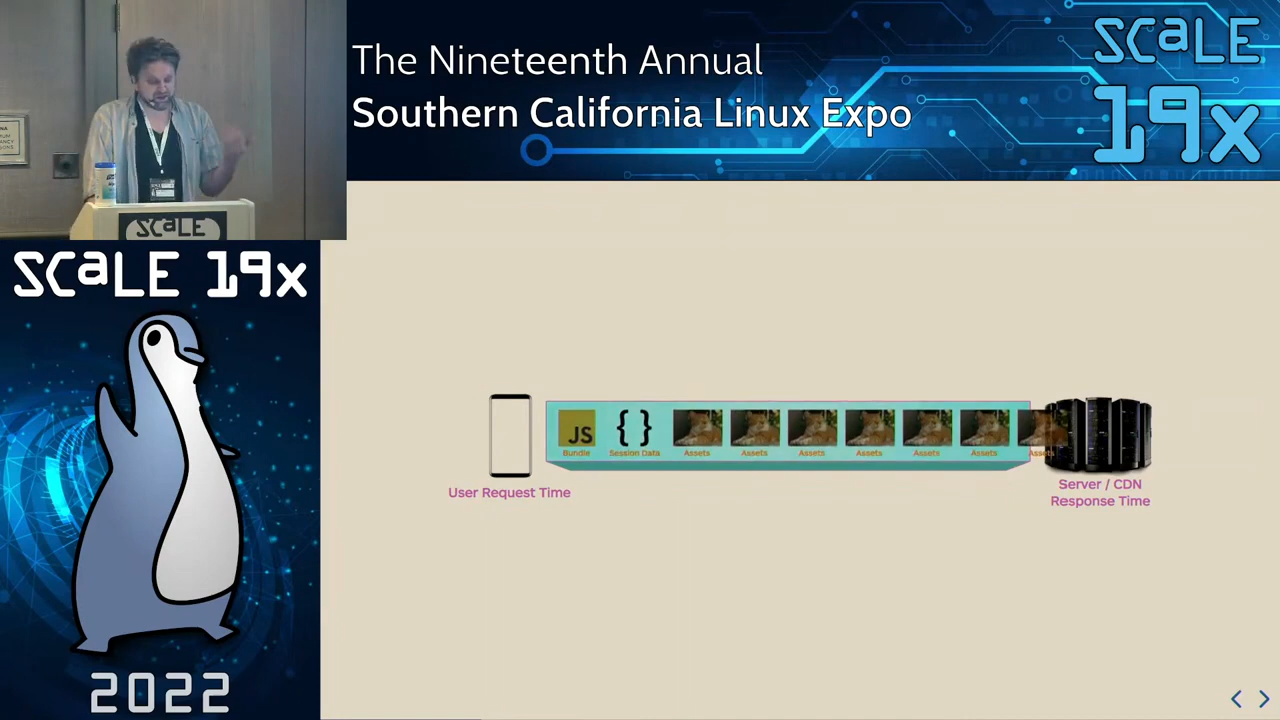 The Nineteenth Annual
Southern California Linux Expo
SCaLE
19x
SCaLE
SCaLE 19x
2022
JS
{ }
Bundle
Session Data
Assets
Assets
Assets
Assets
Assets
Assets
Assets
User Request Time
Server / CDN
Response Time